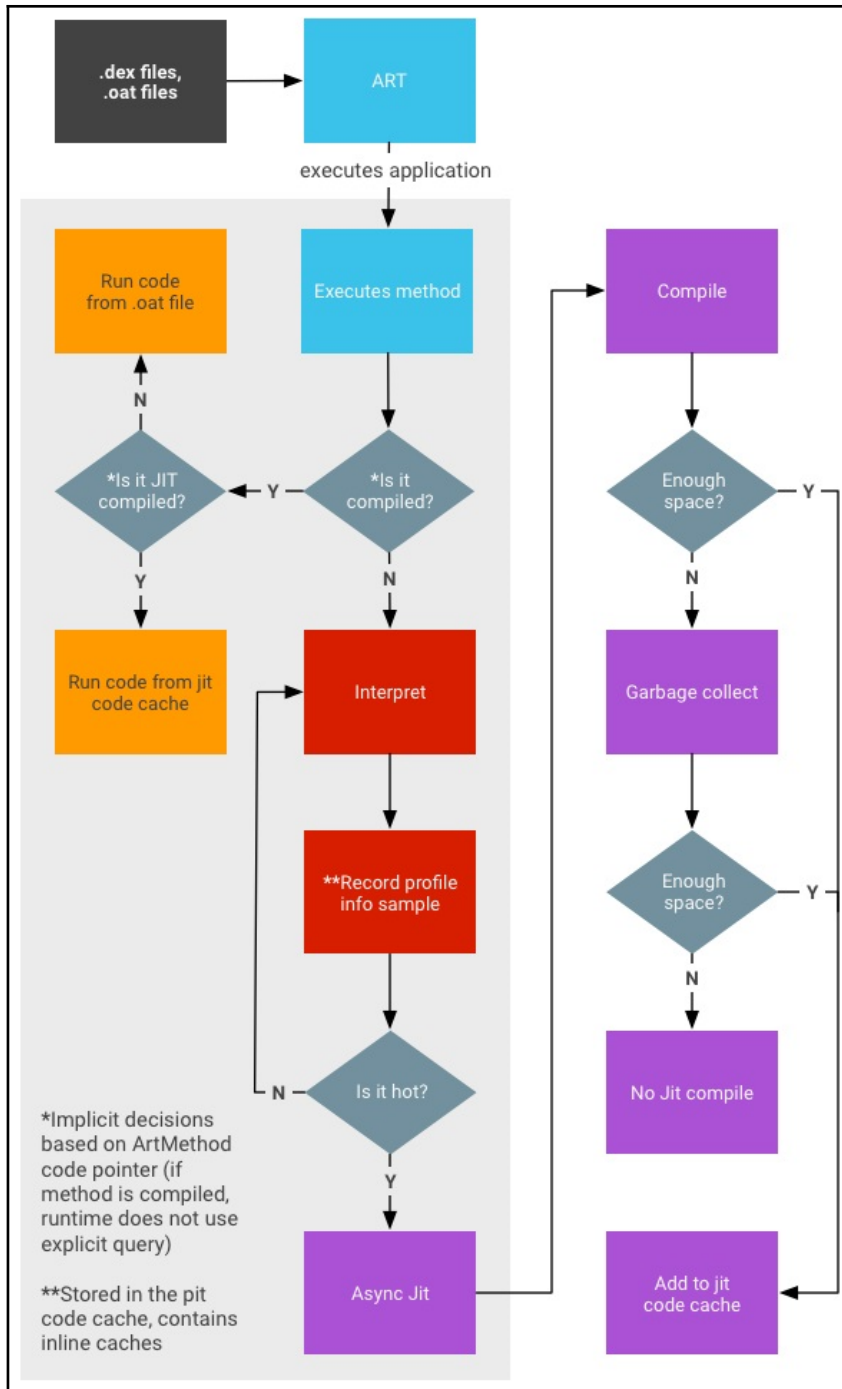 .dex files,
.oat files
ART
executes application
Run code
from .oat file
Executes method
Compile
N
*Is it JIT
compiled?
Y
*Is it
compiled?
Enough
space?
Y
Y
N
N
Run code from jit
code cache
Interpret
Garbage collect
**Record profile
info sample
Enough
space?
Y
N
N
Is it hot?
No Jit compile
Y
*Implicit decisions
based on ArtMethod
code pointer (if
method is compiled,
runtime does not use
explicit query)
**Stored in the pit
code cache, contains
inline caches
Async Jit
Add to jit
code cache